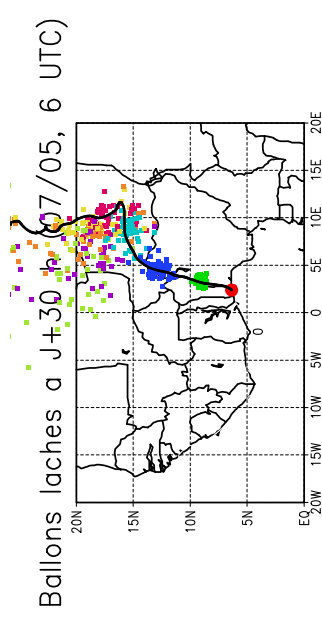 Ballons laches a J+30 07/05, 6 UTC)
20N
15N
10N
5N
0
EQ
20W 15W 10W 5W 0 5E 10E 15E 20E